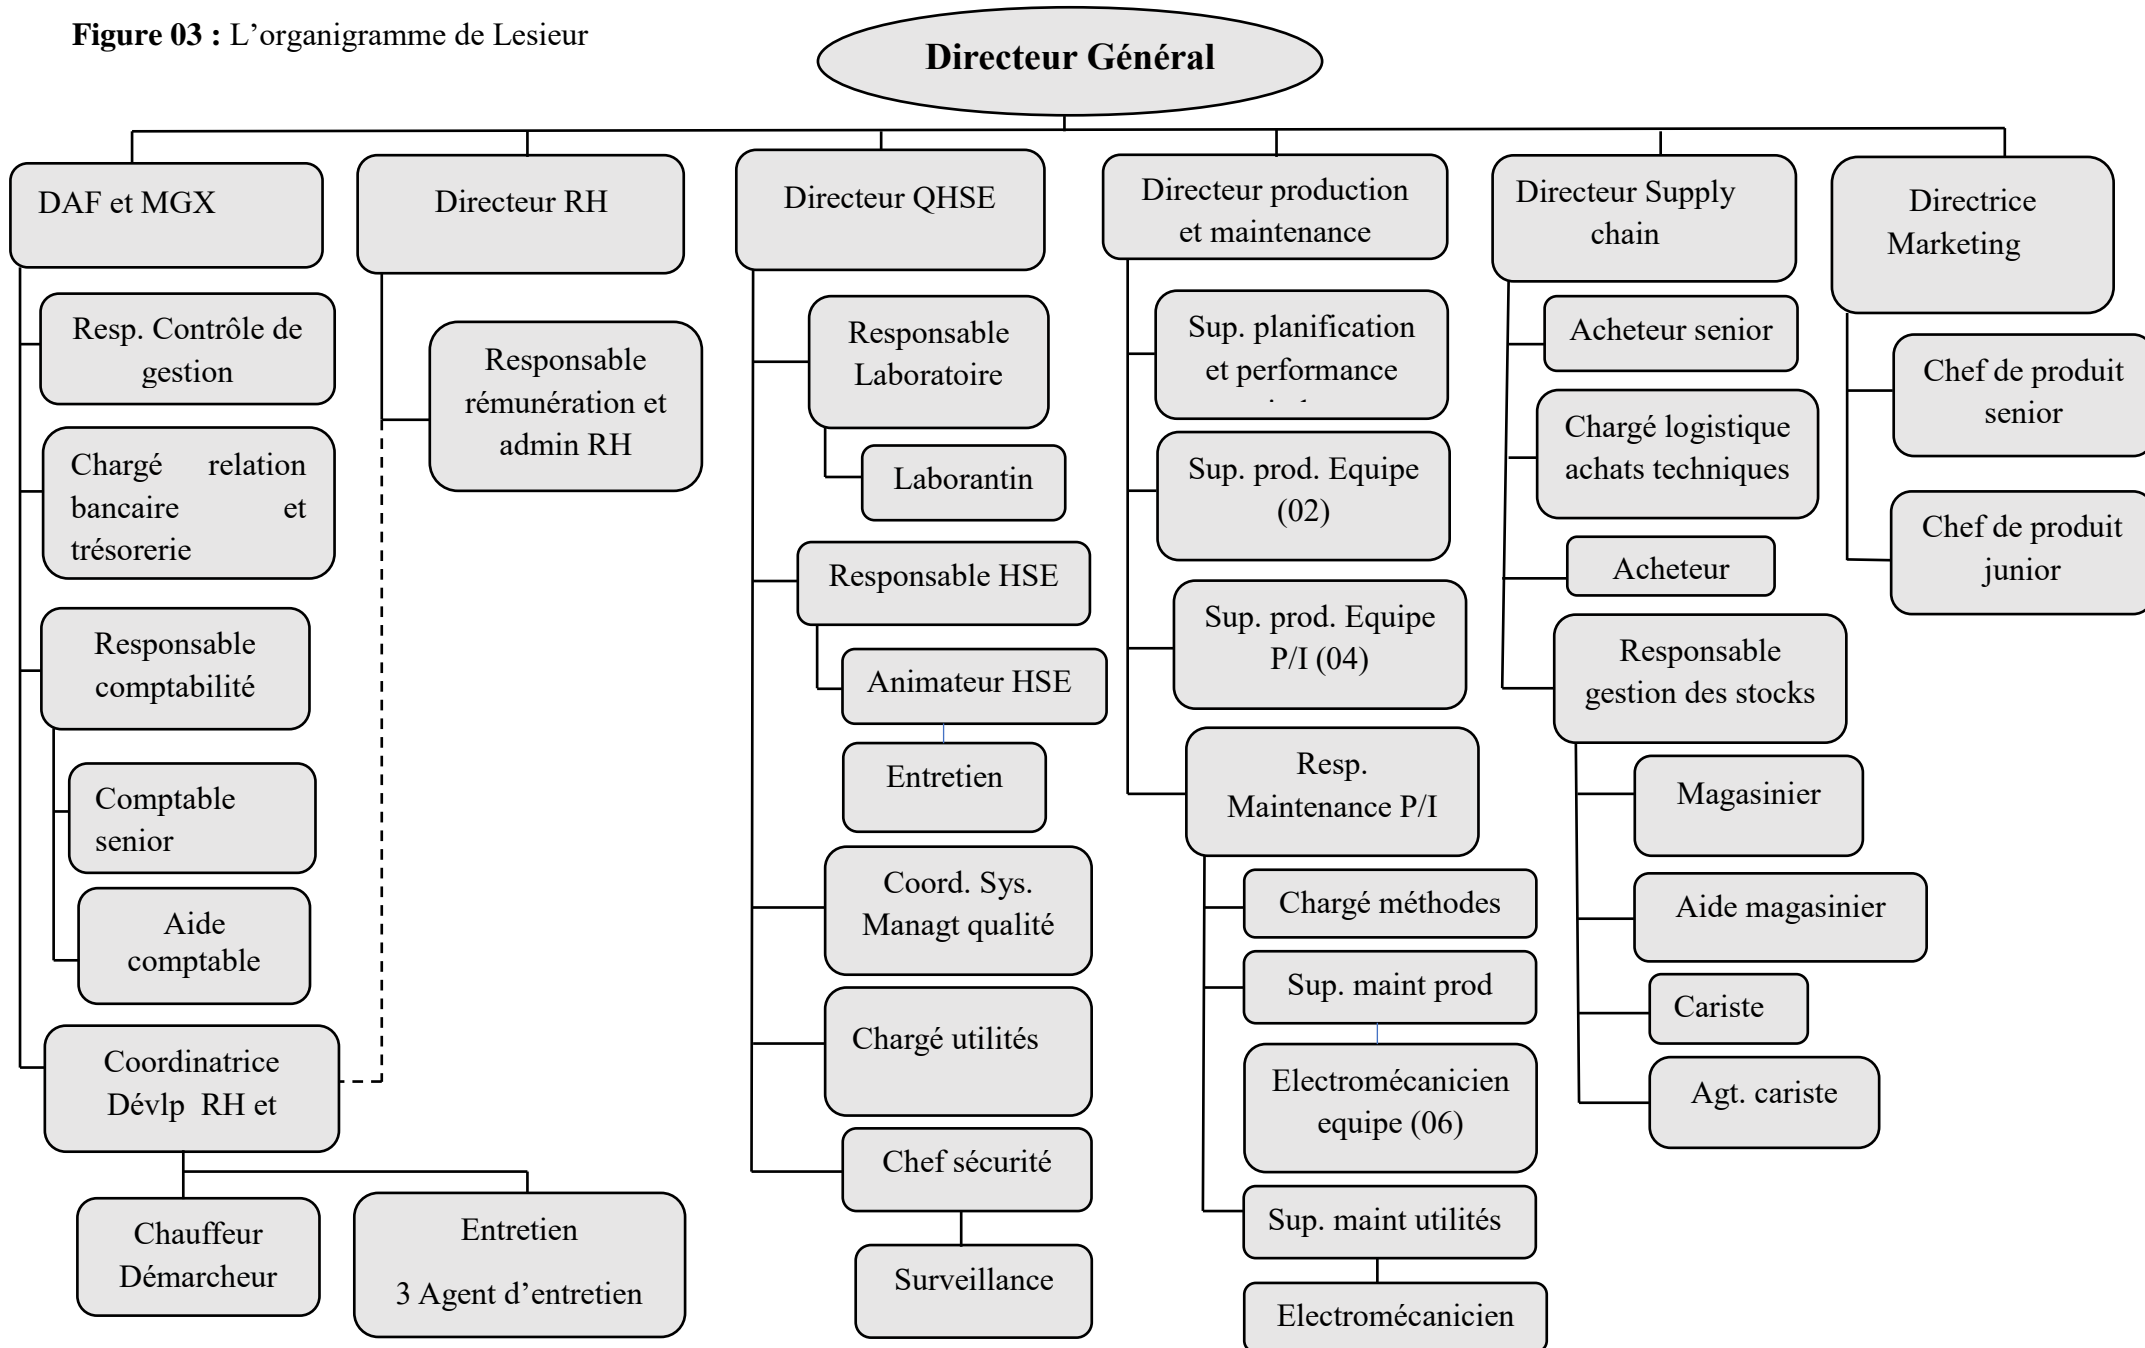 Figure 03 : L'organigramme de Lesieur
Directeur Général
DAF et MGX
Directeur RH
Directeur QHSE
Directeur production
et maintenance
Directeur Supply
chain
Directrice
Marketing
Resp. Contrôle de
gestion
Chargé relation
bancaire et
trésorerie
Responsable
comptabilité
Comptable
senior
Aide
comptable
Coordinatrice
Dévlp RH et
Chauffeur
Démarcheur
Entretien
3 Agent d'entretien
Responsable
rémunération et
admin RH
Responsable
Laboratoire
Laborantin
Responsable HSE
Animateur HSE
Entretien
Coord. Sys.
Managt qualité
Chargé utilités
Chef sécurité
Surveillance
Sup. planification
et performance
Sup. prod. Equipe
(02)
Sup. prod. Equipe
P/I (04)
Resp.
Maintenance P/I
Chargé méthodes
Sup. maint prod
Electromécanicien
equipe (06)
Sup. maint utilités
Electromécanicien
Acheteur senior
Chargé logistique
achats techniques
Acheteur
Responsable
gestion des stocks
Magasinier
Aide magasinier
Cariste
Agt. cariste
Chef de produit
senior
Chef de produit
junior